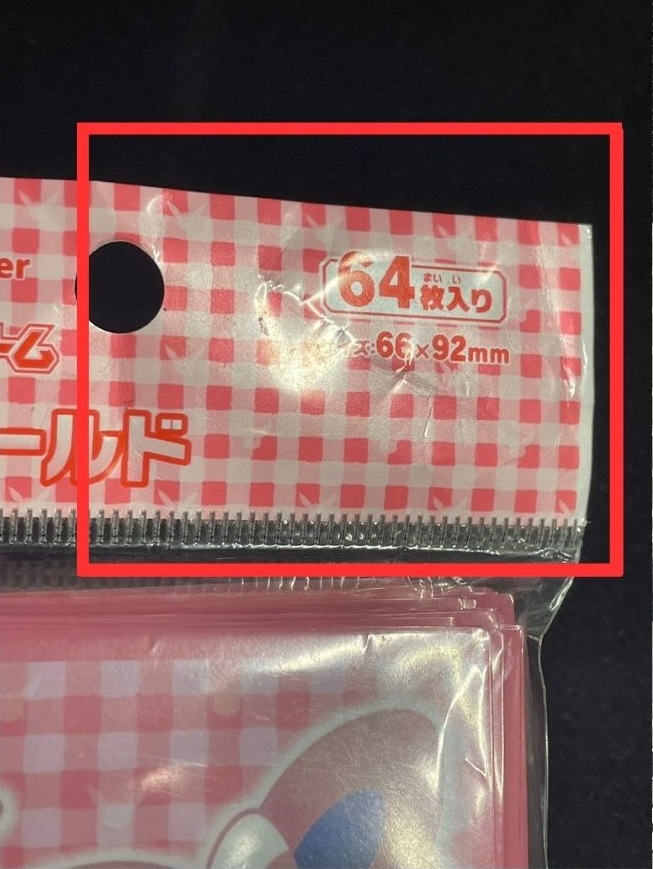 er
ーム
ールド
64枚入り
まい い
ズ:66×92mm